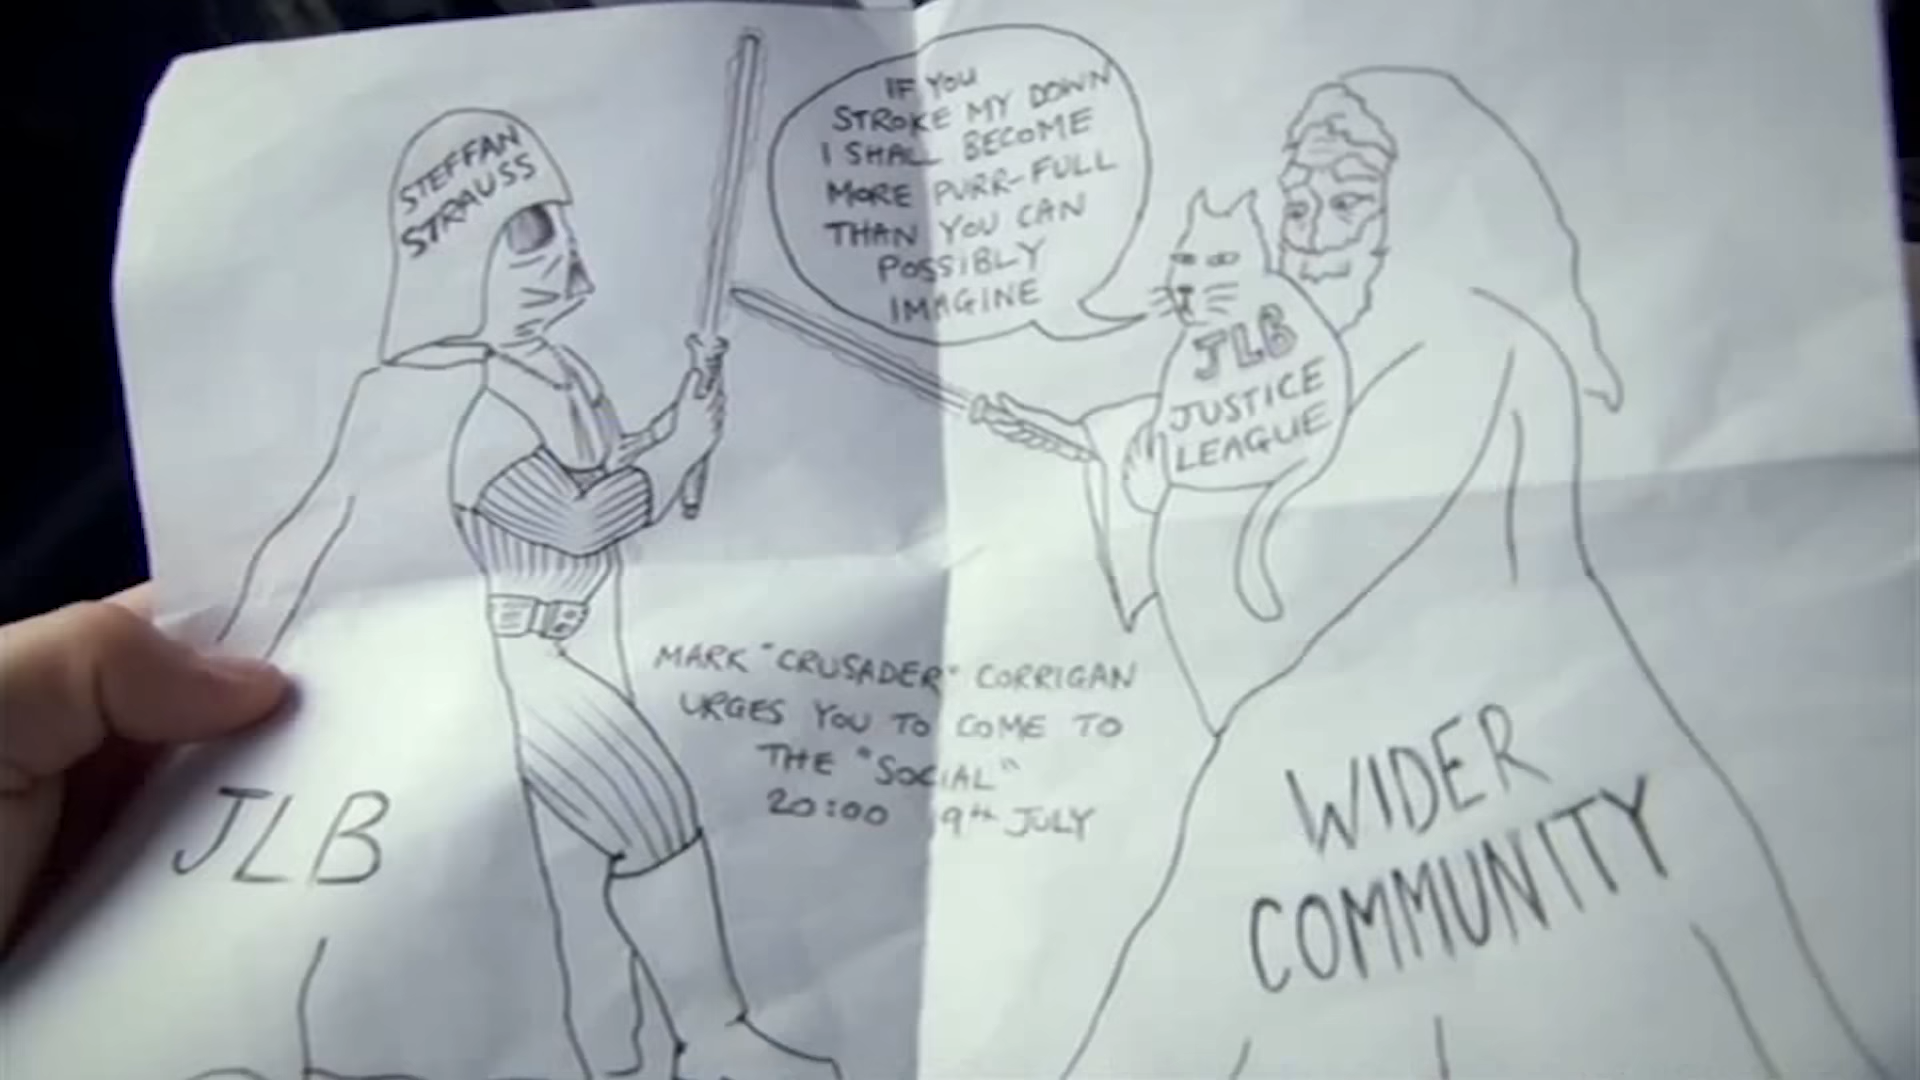 STEFFAN
STRAUSS
IF YOU
STROKE MY DOWN
I SHALL BECOME
MORE PURR-FULL
THAN YOU CAN
POSSIBLY
IMAGINE
JLB
JUSTICE
LEAGUE
MARK "CRUSADER" CORRIGAN
URGES YOU TO COME TO
THE "SOCIAL"
20:00 19th JULY
JLB
WIDER
COMMUNITY